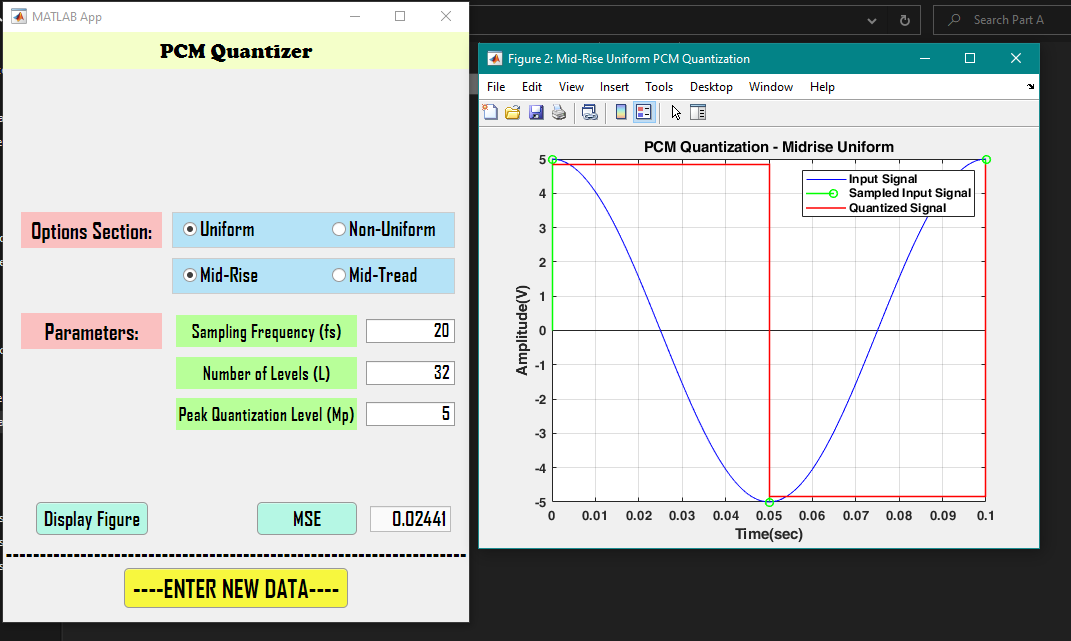 MATLAB App
PCM Quantizer
Options Section:
Uniform
Non-Uniform
Mid-Rise
Mid-Tread
Parameters:
Sampling Frequency (fs)
20
Number of Levels (L)
32
Peak Quantization Level (Mp)
5
Display Figure
MSE
0.02441
----ENTER NEW DATA----
Search Part A
Figure 2: Mid-Rise Uniform PCM Quantization
File Edit View Insert Tools Desktop Window Help
PCM Quantization - Midrise Uniform
Input Signal
Sampled Input Signal
Quantized Signal
Amplitude(V)
5
4
3
2
1
0
-1
-2
-3
-4
-5
0 0.01 0.02 0.03 0.04 0.05 0.06 0.07 0.08 0.09 0.1
Time(sec)